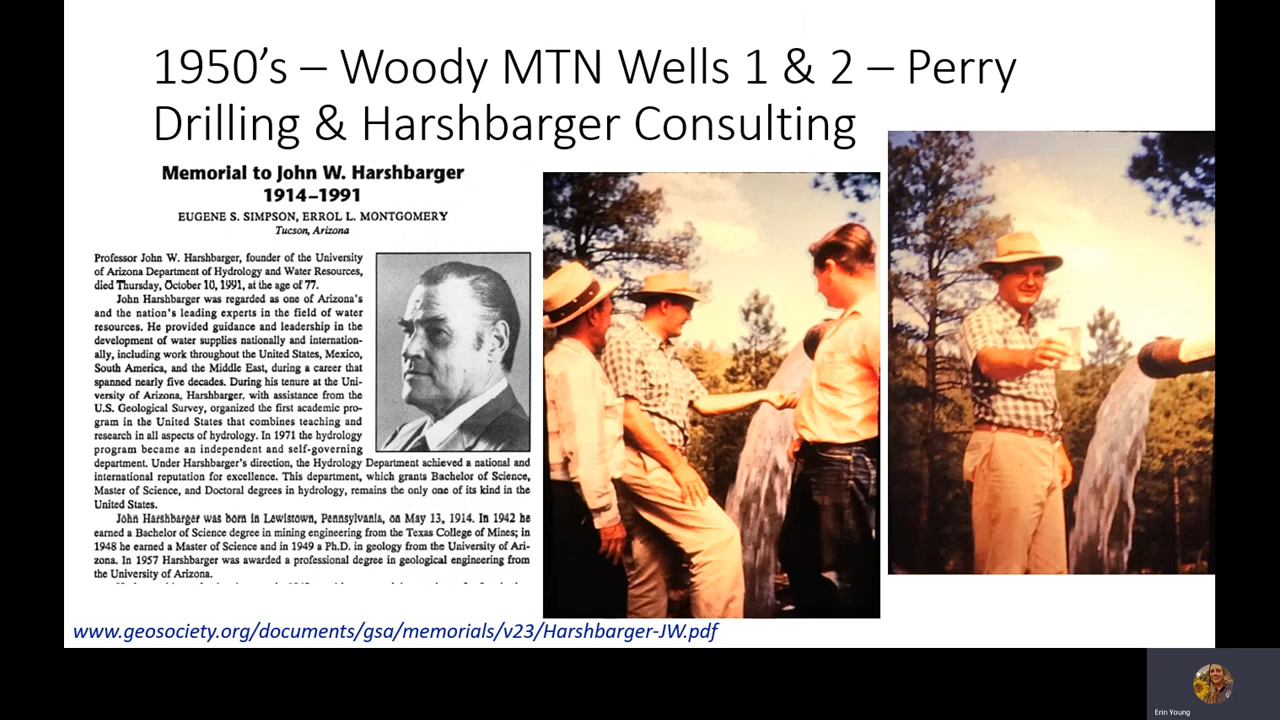 1950’s – Woody MTN Wells 1 & 2 – Perry
Drilling & Harshbarger Consulting
Memorial to John W. Harshbarger
1914–1991
EUGENE S. SIMPSON, ERROL L. MONTGOMERY
Tucson, Arizona
Professor John W. Harshbarger, founder of the University
of Arizona Department of Hydrology and Water Resources,
died Thursday, October 10, 1991, at the age of 77.
John Harshbarger was regarded as one of Arizona's
and the nation's leading experts in the field of water
resources. He provided guidance and leadership in the
development of water supplies nationally and internation-
ally, including work throughout the United States, Mexico,
South America, and the Middle East, during a career that
spanned nearly five decades. During his tenure at the Uni-
versity of Arizona, Harshbarger, with assistance from the
U.S. Geological Survey, organized the first academic pro-
gram in the United States that combines teaching and
research in all aspects of hydrology. In 1971 the hydrology
program became an independent and self-governing
department. Under Harshbarger's direction, the Hydrology Department achieved a national and
international reputation for excellence. This department, which grants Bachelor of Science,
Master of Science, and Doctoral degrees in hydrology, remains the only one of its kind in the
United States.
John Harshbarger was born in Lewistown, Pennsylvania, on May 13, 1914. In 1942 he
earned a Bachelor of Science degree in mining engineering from the Texas College of Mines; in
1948 he earned a Master of Science and in 1949 a Ph.D. in geology from the University of Ari-
zona. In 1957 Harshbarger was awarded a professional degree in geological engineering from
the University of Arizona.
www.geosociety.org/documents/gsa/memorials/v23/Harshbarger-JW.pdf
Erin Young